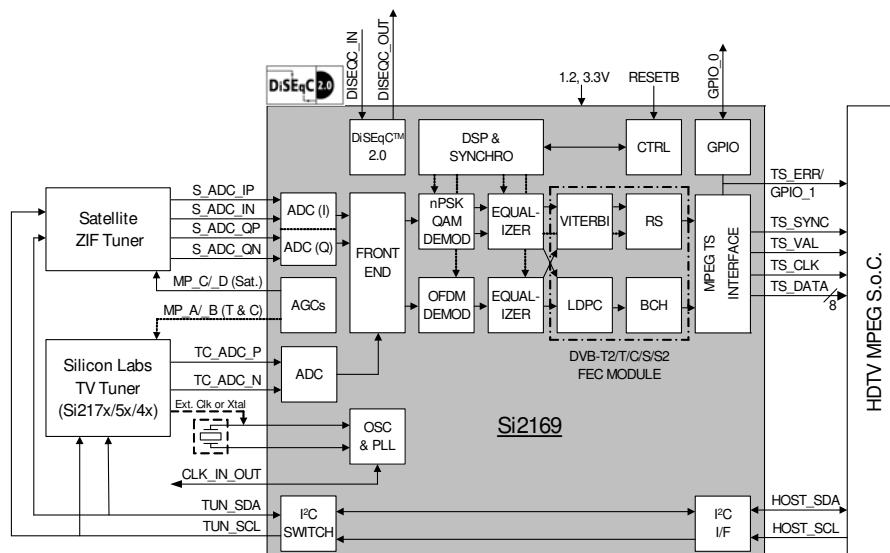 DiSEqC 2.0
DISEQC_IN
DISEQC_OUT
1.2, 3.3V
RESETB
GPIO_0
DiSEqC™
2.0
DSP &
SYNCHRO
CTRL
GPIO
TS_ERR/
GPIO_1
Satellite
ZIF Tuner
S_ADC_IP
S_ADC_IN
S_ADC_QP
S_ADC_QN
ADC (I)
ADC (Q)
FRONT
END
nPSK
QAM
DEMOD
EQUAL-
IZER
VITERBI
RS
MPEG TS
INTERFACE
TS_SYNC
TS_VAL
TS_CLK
TS_DATA
8
HDTV MPEG S.o.C.
MP_C/_D (Sat.)
MP_A/_B (T & C)
AGCs
OFDM
DEMOD
EQUAL-
IZER
LDPC
BCH
DVB-T2/T/C/S/S2
FEC MODULE
Silicon Labs
TV Tuner
(Si217x/5x/4x)
TC_ADC_P
TC_ADC_N
ADC
Ext. Clk or Xtal
OSC
& PLL
Si2169
CLK_IN_OUT
TUN_SDA
TUN_SCL
I²C
SWITCH
I²C
I/F
HOST_SDA
HOST_SCL